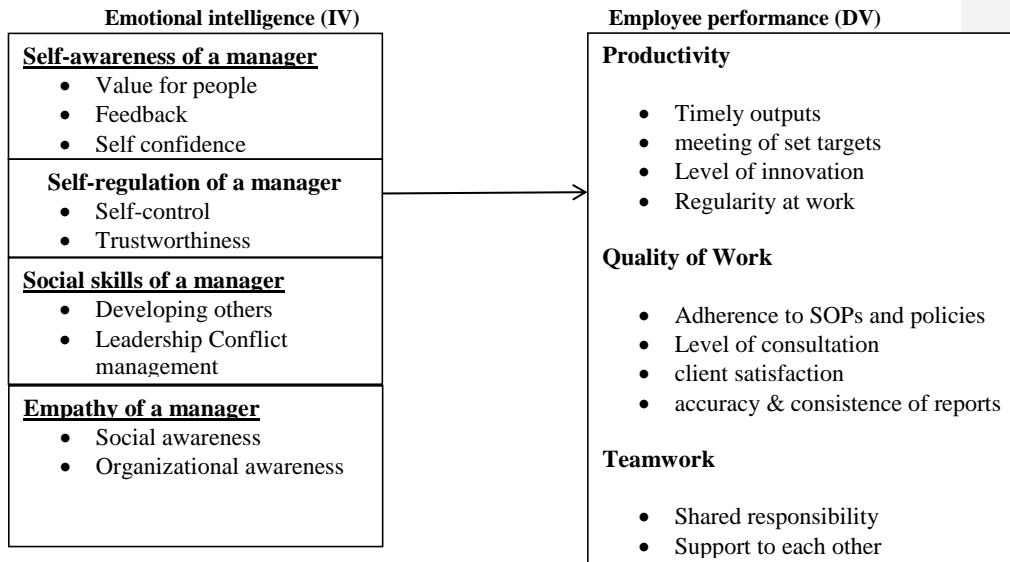 Emotional intelligence (IV)
Self-awareness of a manager
• Value for people
• Feedback
• Self confidence
Self-regulation of a manager
• Self-control
• Trustworthiness
Social skills of a manager
• Developing others
• Leadership Conflict
management
Empathy of a manager
• Social awareness
• Organizational awareness
Employee performance (DV)
Productivity
• Timely outputs
• meeting of set targets
• Level of innovation
• Regularity at work
Quality of Work
• Adherence to SOPs and policies
• Level of consultation
• client satisfaction
• accuracy & consistence of reports
Teamwork
• Shared responsibility
• Support to each other